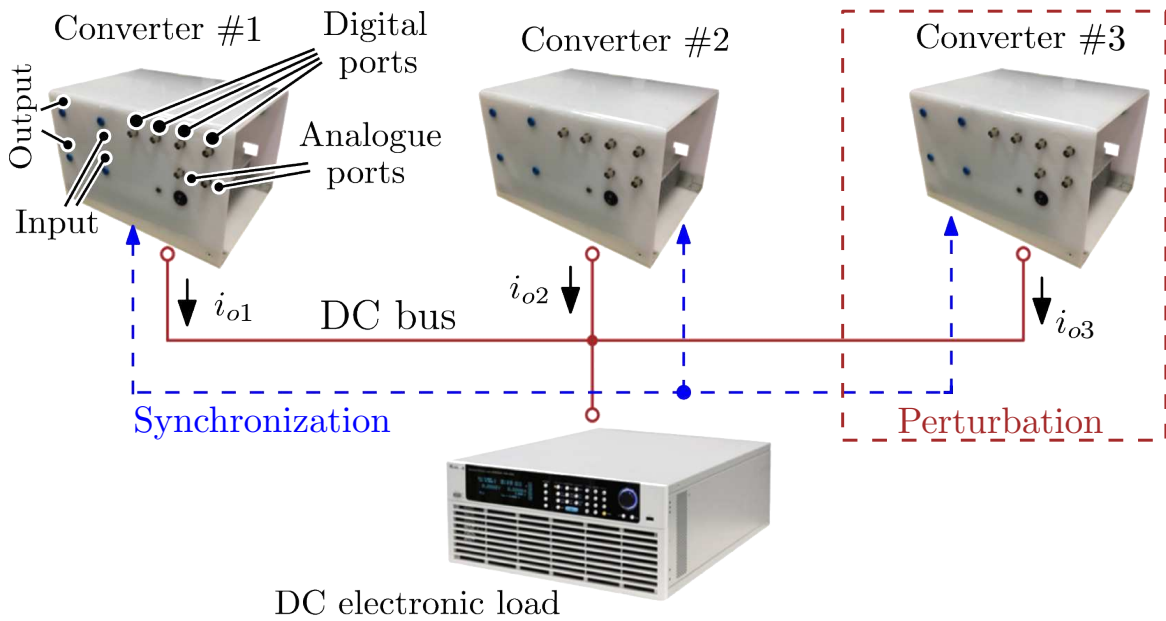 Converter #1
Digital
ports
Converter #2
Converter #3
Output
Analogue
ports
Input
i_{o1}
i_{o2}
i_{o3}
DC bus
Synchronization
Perturbation
DC electronic load